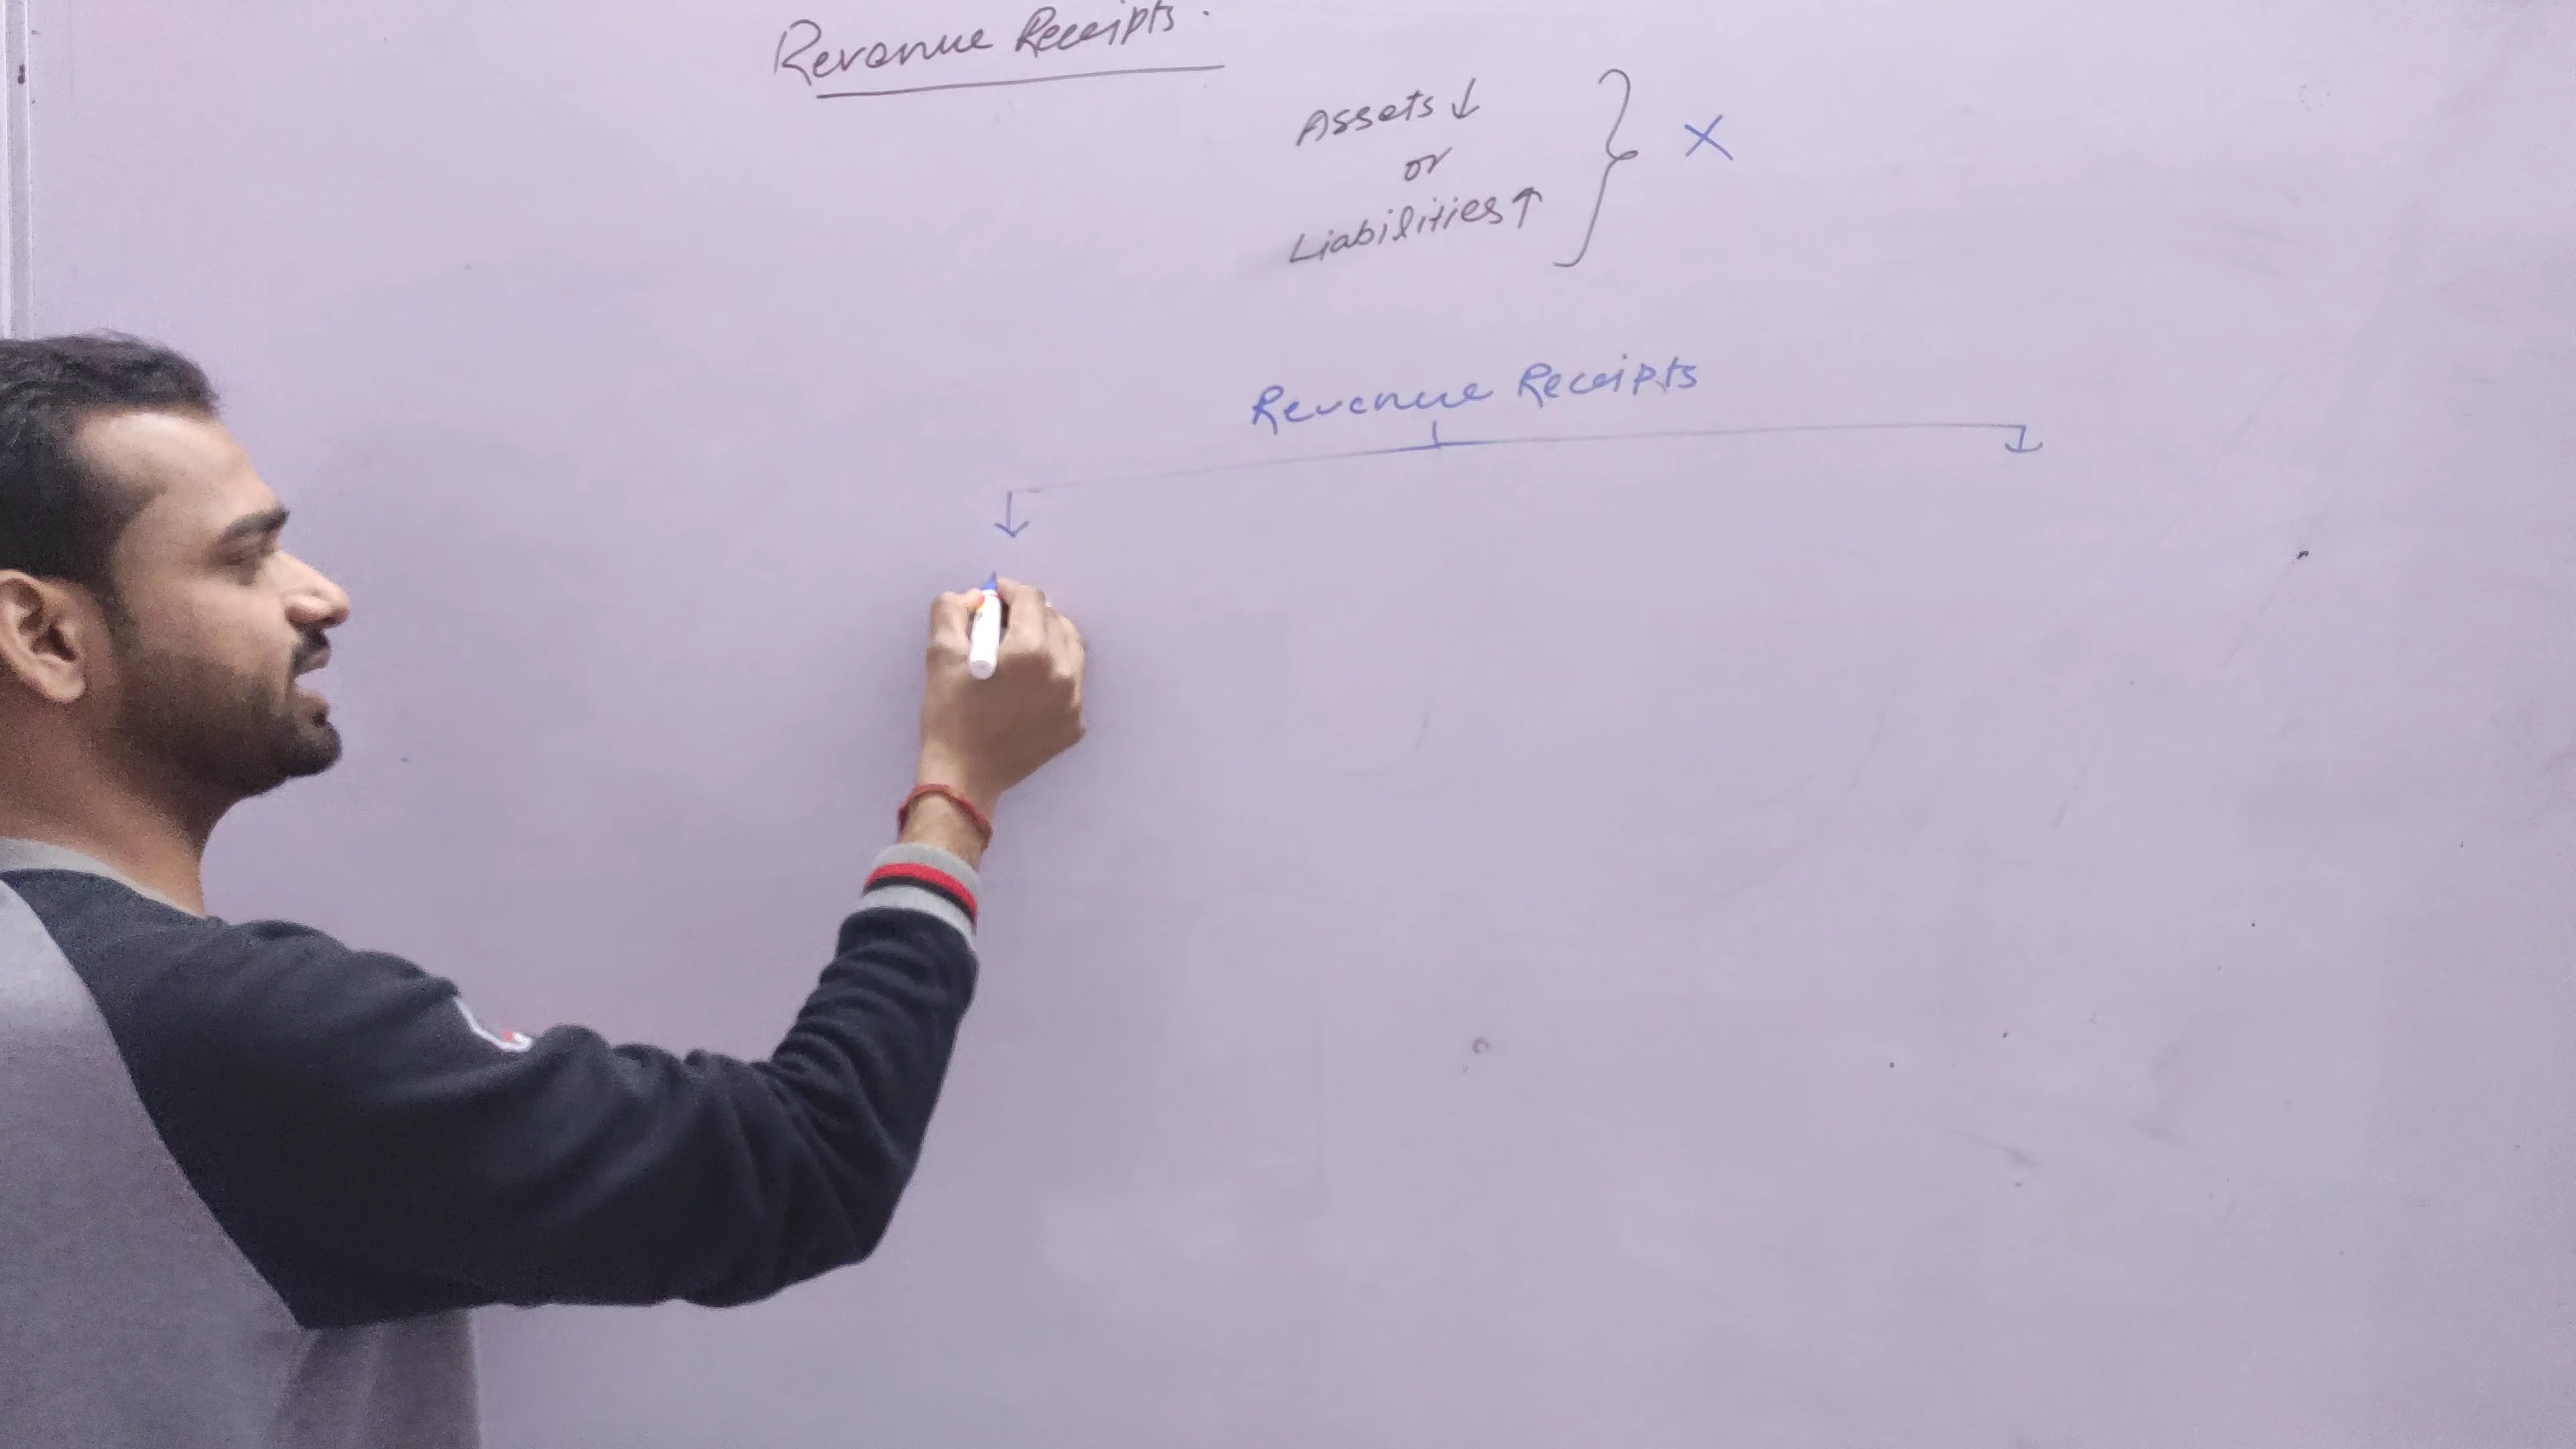 Revenue Receipts.
Assets ↓
or
Liabilities ↑
} X
Revenue Receipts